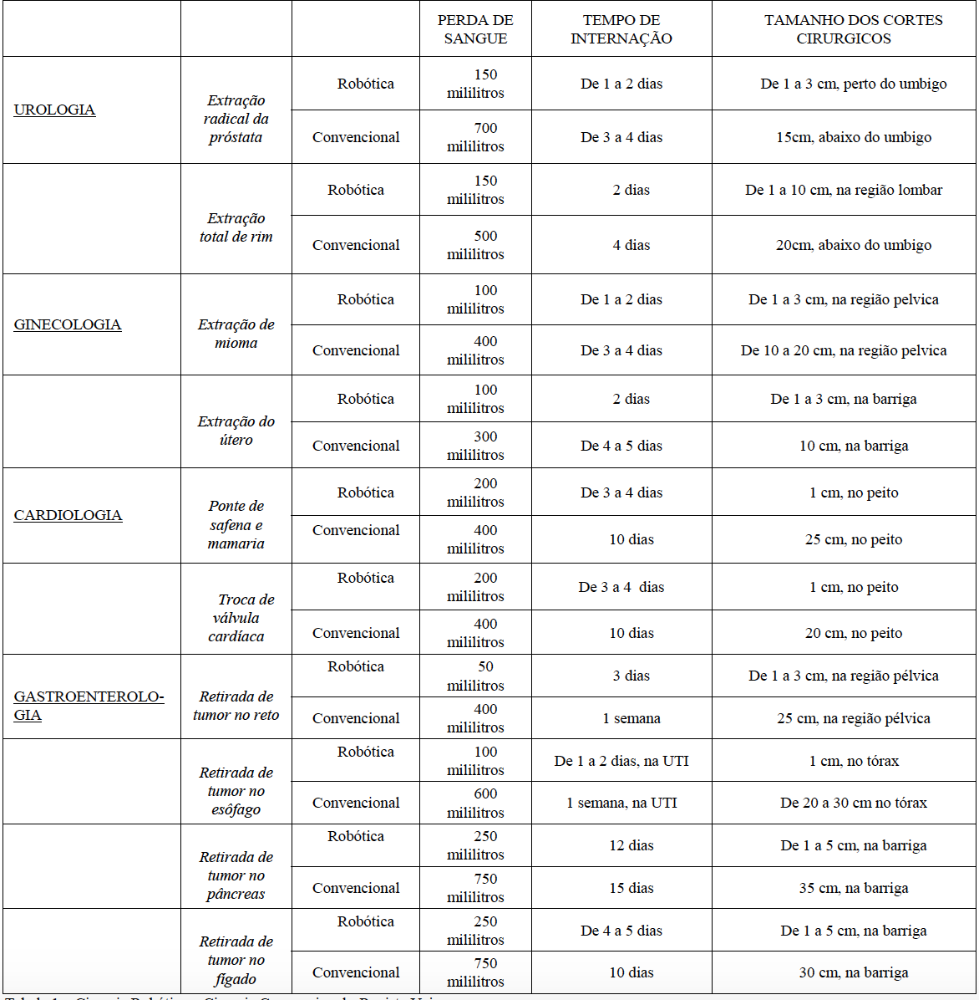 PERDA DE
SANGUE
TEMPO DE
INTERNAÇÃO
TAMANHO DOS CORTES
CIRURGICOS
UROLOGIA
Extração
radical da
próstata
Robótica
150
mililitros
De 1 a 2 dias
De 1 a 3 cm, perto do umbigo
Convencional
700
mililitros
De 3 a 4 dias
15cm, abaixo do umbigo
Extração
total de rim
Robótica
150
mililitros
2 dias
De 1 a 10 cm, na região lombar
Convencional
500
mililitros
4 dias
20cm, abaixo do umbigo
GINECOLOGIA
Extração de
mioma
Robótica
100
mililitros
De 1 a 2 dias
De 1 a 3 cm, na região pelvica
Convencional
400
mililitros
De 3 a 4 dias
De 10 a 20 cm, na região pelvica
Extração do
útero
Robótica
100
mililitros
2 dias
De 1 a 3 cm, na barriga
Convencional
300
mililitros
De 4 a 5 dias
10 cm, na barriga
CARDIOLOGIA
Ponte de
safena e
mamaria
Robótica
200
mililitros
De 3 a 4 dias
1 cm, no peito
Convencional
400
mililitros
10 dias
25 cm, no peito
Troca de
válvula
cardíaca
Robótica
200
mililitros
De 3 a 4 dias
1 cm, no peito
Convencional
400
mililitros
10 dias
20 cm, no peito
GASTROENTEROLO-
GIA
Retirada de
tumor no reto
Robótica
50
mililitros
3 dias
De 1 a 3 cm, na região pélvica
Convencional
400
mililitros
1 semana
25 cm, na região pélvica
Retirada de
tumor no
esôfago
Robótica
100
mililitros
De 1 a 2 dias, na UTI
1 cm, no tórax
Convencional
600
mililitros
1 semana, na UTI
De 20 a 30 cm no tórax
Retirada de
tumor no
pâncreas
Robótica
250
mililitros
12 dias
De 1 a 5 cm, na barriga
Convencional
750
mililitros
15 dias
35 cm, na barriga
Retirada de
tumor no
fígado
Robótica
250
mililitros
De 4 a 5 dias
De 1 a 5 cm, na barriga
Convencional
750
mililitros
10 dias
30 cm, na barriga